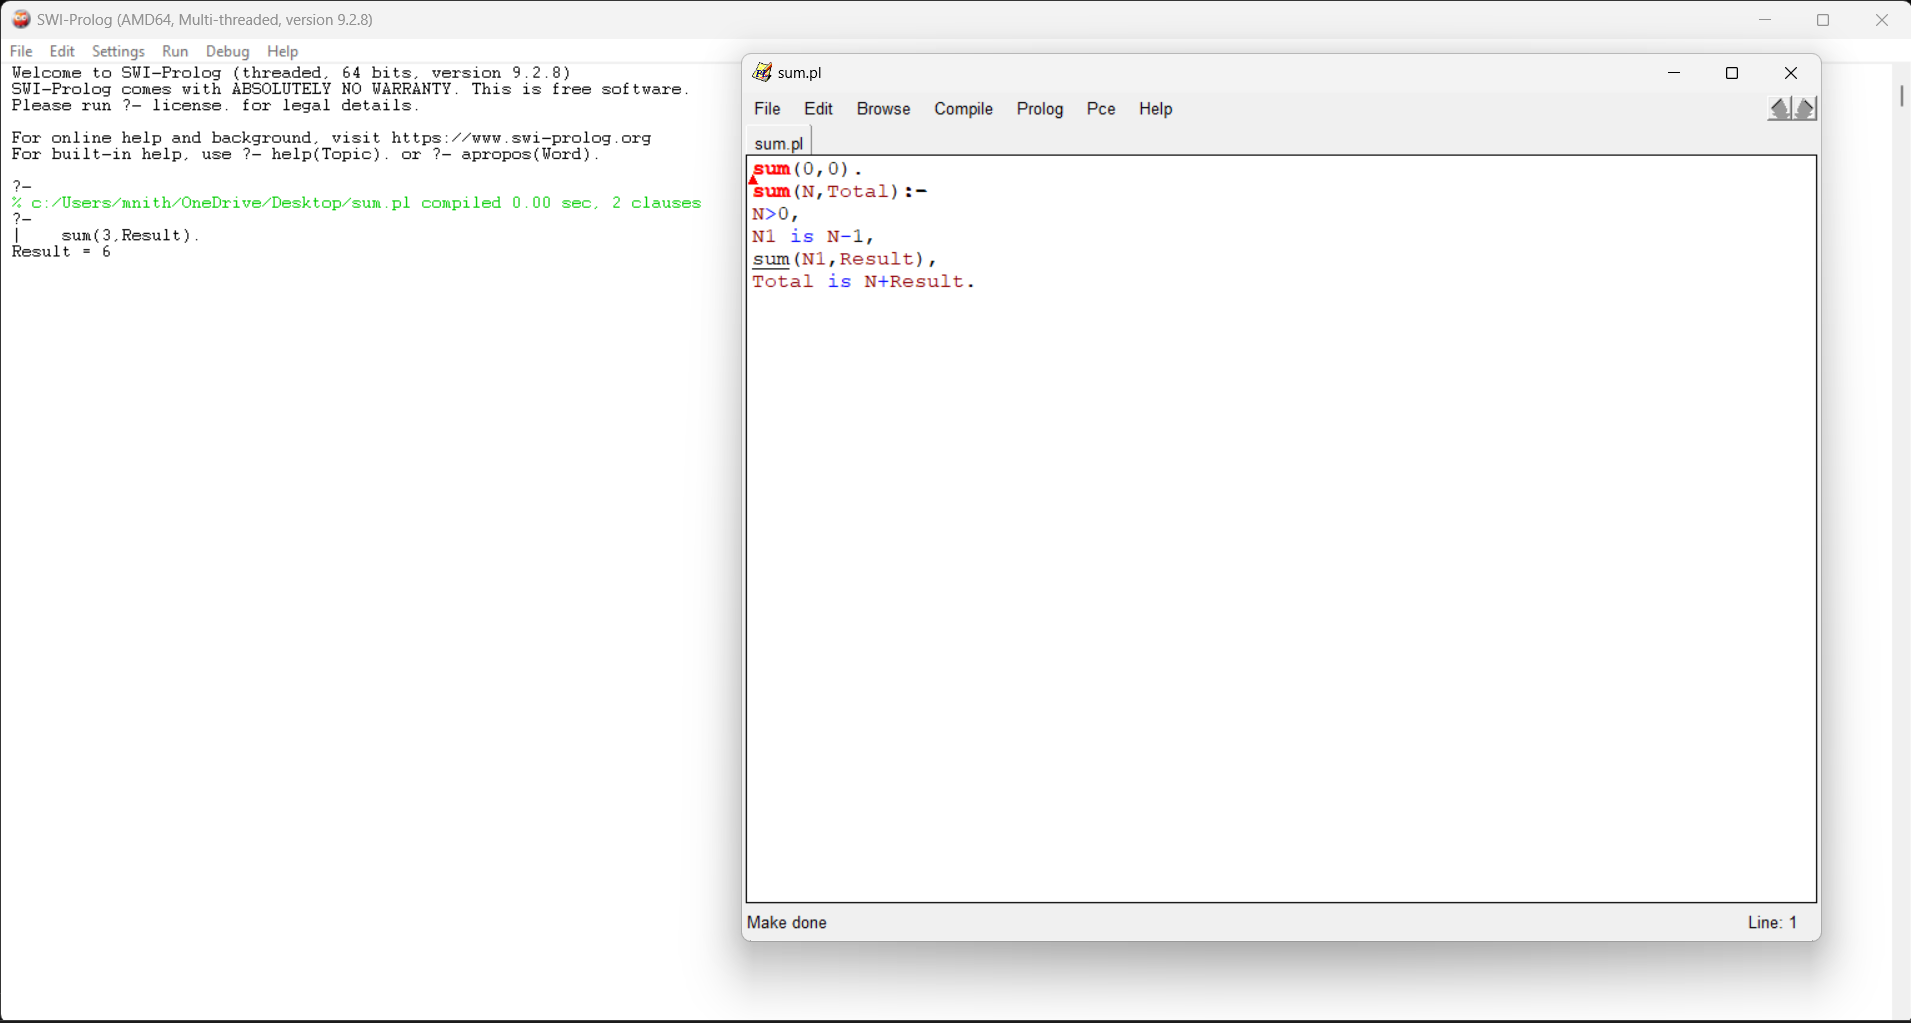 SWI-Prolog (AMD64, Multi-threaded, version 9.2.8)
File Edit Settings Run Debug Help
Welcome to SWI-Prolog (threaded, 64 bits, version 9.2.8)
SWI-Prolog comes with ABSOLUTELY NO WARRANTY. This is free software.
Please run ?- license. for legal details.
For online help and background, visit https://www.swi-prolog.org
For built-in help, use ?- help(Topic). or ?- apropos(Word).
?-
% c:/Users/mnith/OneDrive/Desktop/sum.pl compiled 0.00 sec, 2 clauses
?-
|    sum(3,Result).
Result = 6
sum.pl
File Edit Browse Compile Prolog Pce Help
sum.pl
sum(0,0).
sum(N,Total):-
N>0,
N1 is N-1,
sum(N1,Result),
Total is N+Result.
Make done
Line: 1